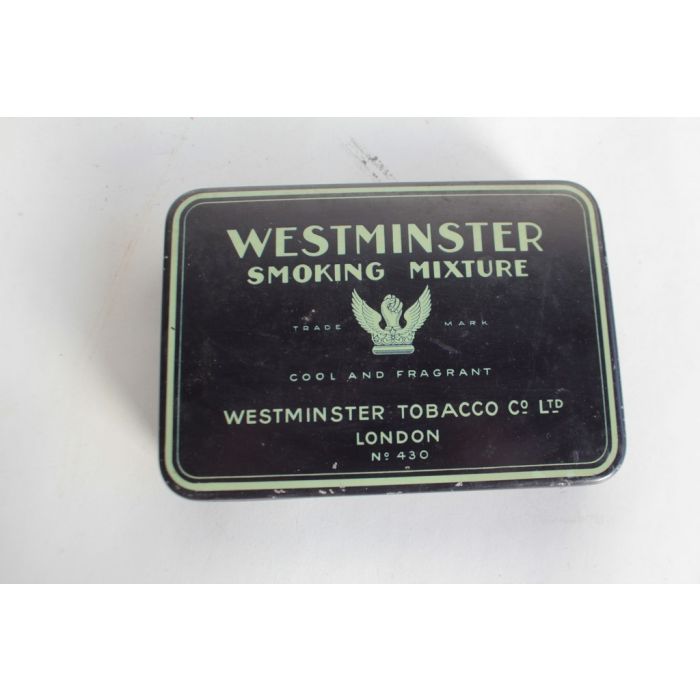 WESTMINSTER
SMOKING MIXTURE
TRADE MARK
COOL AND FRAGRANT
WESTMINSTER TOBACCO Co LTD
LONDON
No 430